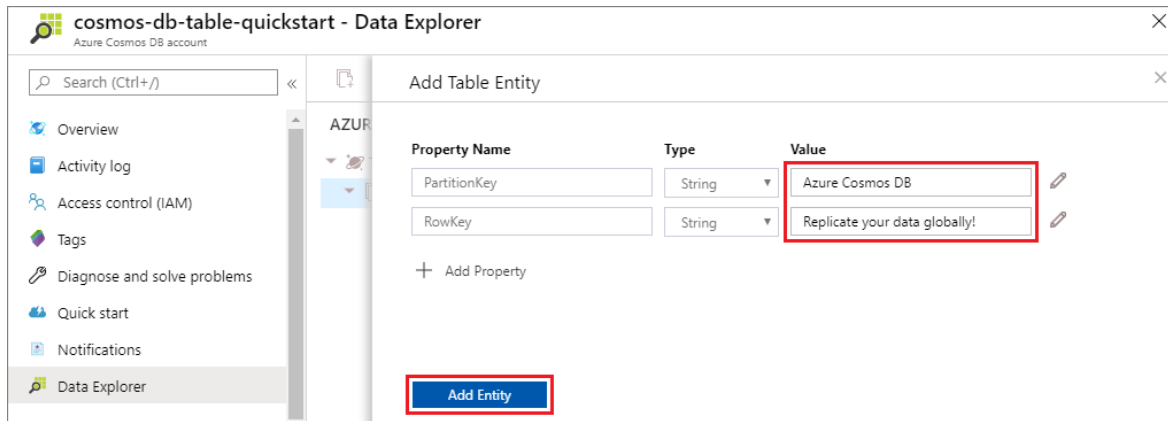 cosmos-db-table-quickstart - Data Explorer
Azure Cosmos DB account
Search (Ctrl+/)
Overview
Activity log
Access control (IAM)
Tags
Diagnose and solve problems
Quick start
Notifications
Data Explorer
AZUR
Add Table Entity
Property Name Type Value
PartitionKey String Azure Cosmos DB
RowKey String Replicate your data globally!
Add Property
Add Entity